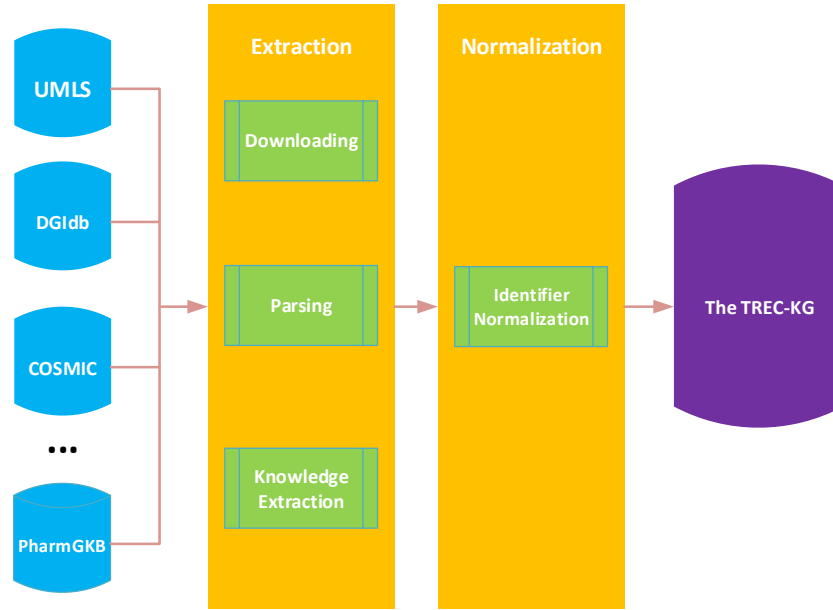 UMLS
DGIdb
COSMIC
...
PharmGKB
Extraction
Downloading
Parsing
Knowledge
Extraction
Normalization
Identifier
Normalization
The TREC-KG